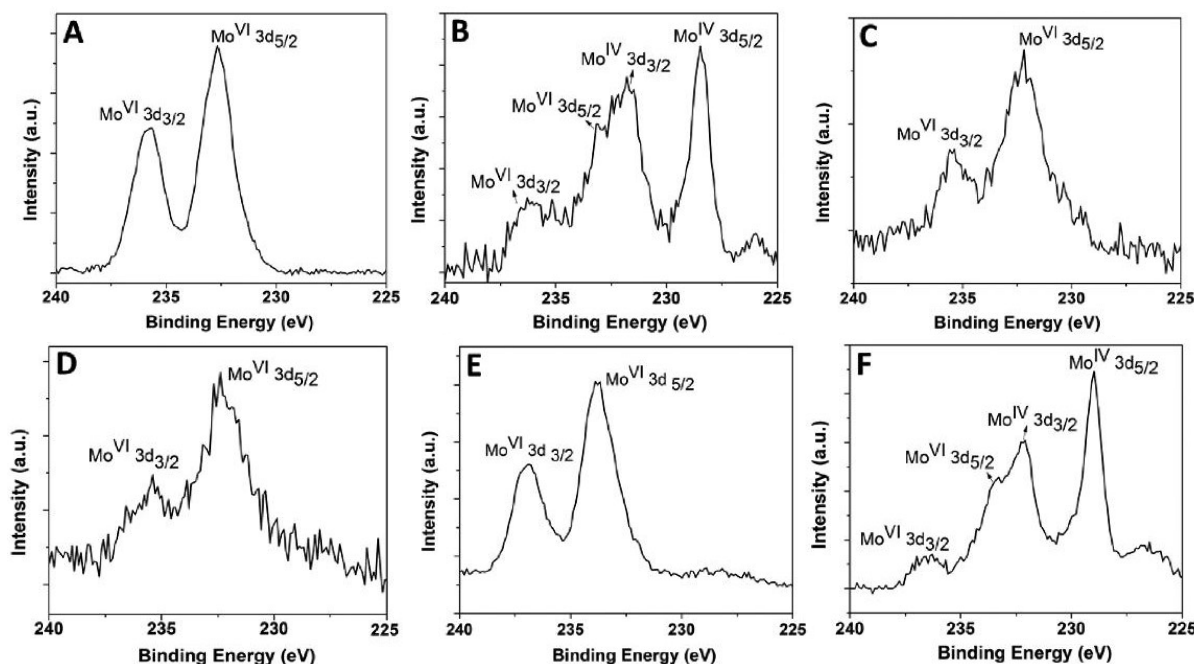 A
Mo^VI 3d5/2
Mo^VI 3d3/2
Intensity (a.u.)
240 235 230 225
Binding Energy (eV)
B
Mo^IV 3d5/2
Mo^IV 3d3/2
Mo^VI 3d5/2
Mo^VI 3d3/2
Intensity (a.u.)
240 235 230 225
Binding Energy (eV)
C
Mo^VI 3d5/2
Mo^VI 3d3/2
Intensity (a.u.)
240 235 230 225
Binding Energy (eV)
D
Mo^VI 3d5/2
Mo^VI 3d3/2
Intensity (a.u.)
240 235 230 225
Binding Energy (eV)
E
Mo^VI 3d 5/2
Mo^VI 3d 3/2
Intensity (a.u.)
240 235 230 225
Binding Energy (eV)
F
Mo^IV 3d5/2
Mo^IV 3d3/2
Mo^VI 3d5/2
Mo^VI 3d3/2
Intensity (a.u.)
240 235 230 225
Binding Energy (eV)